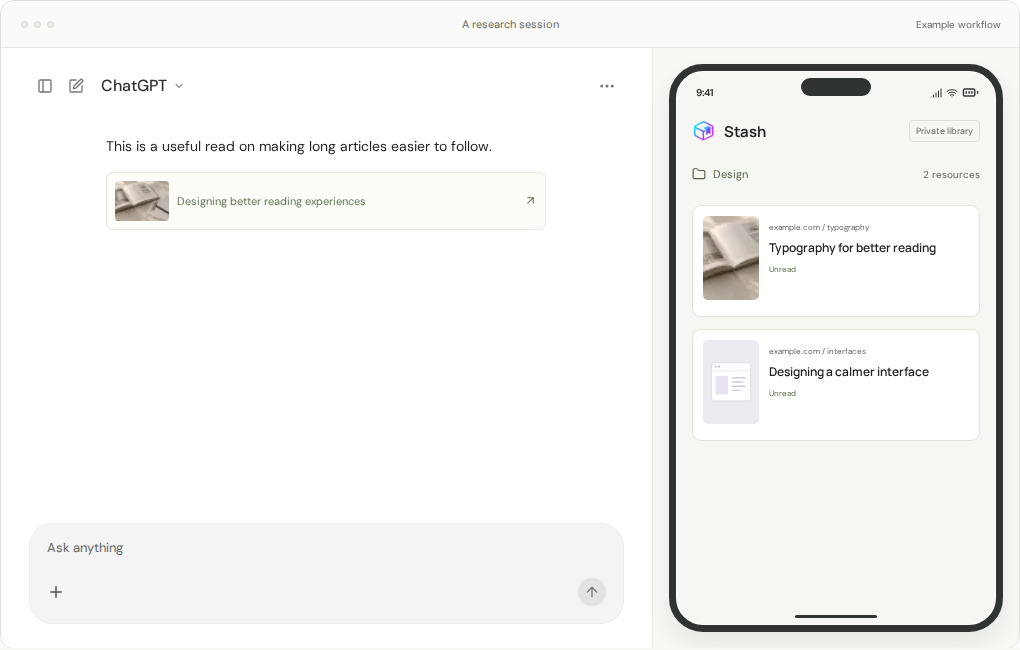 A research session
Example workflow
ChatGPT
This is a useful read on making long articles easier to follow.
Designing better reading experiences
Ask anything
9:41
Stash
Private library
Design
2 resources
example.com / typography
Typography for better reading
Unread
example.com / interfaces
Designing a calmer interface
Unread